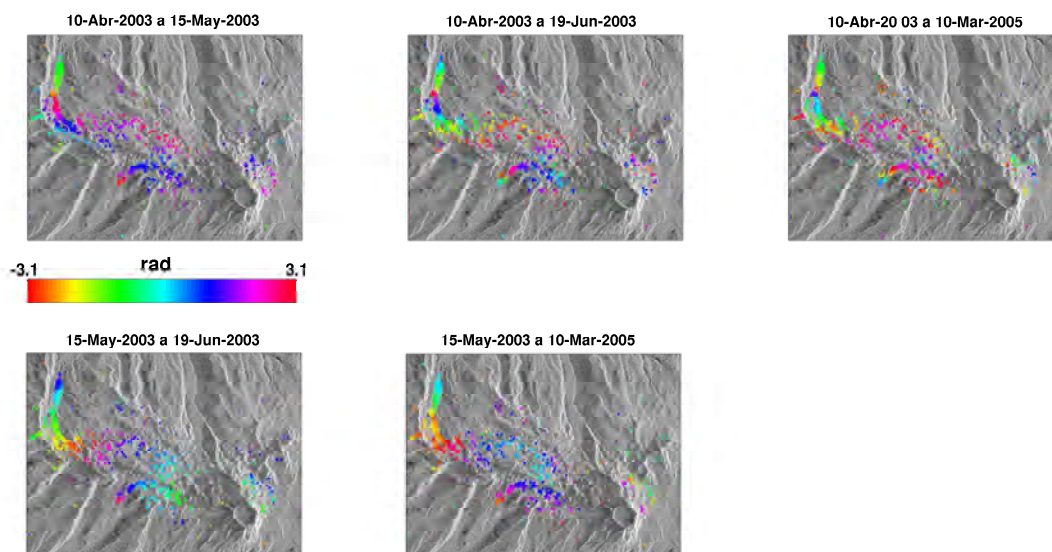 10-Abr-2003 a 15-May-2003
10-Abr-2003 a 19-Jun-2003
10-Abr-20 03 a 10-Mar-2005
-3.1 rad 3.1
15-May-2003 a 19-Jun-2003
15-May-2003 a 10-Mar-2005